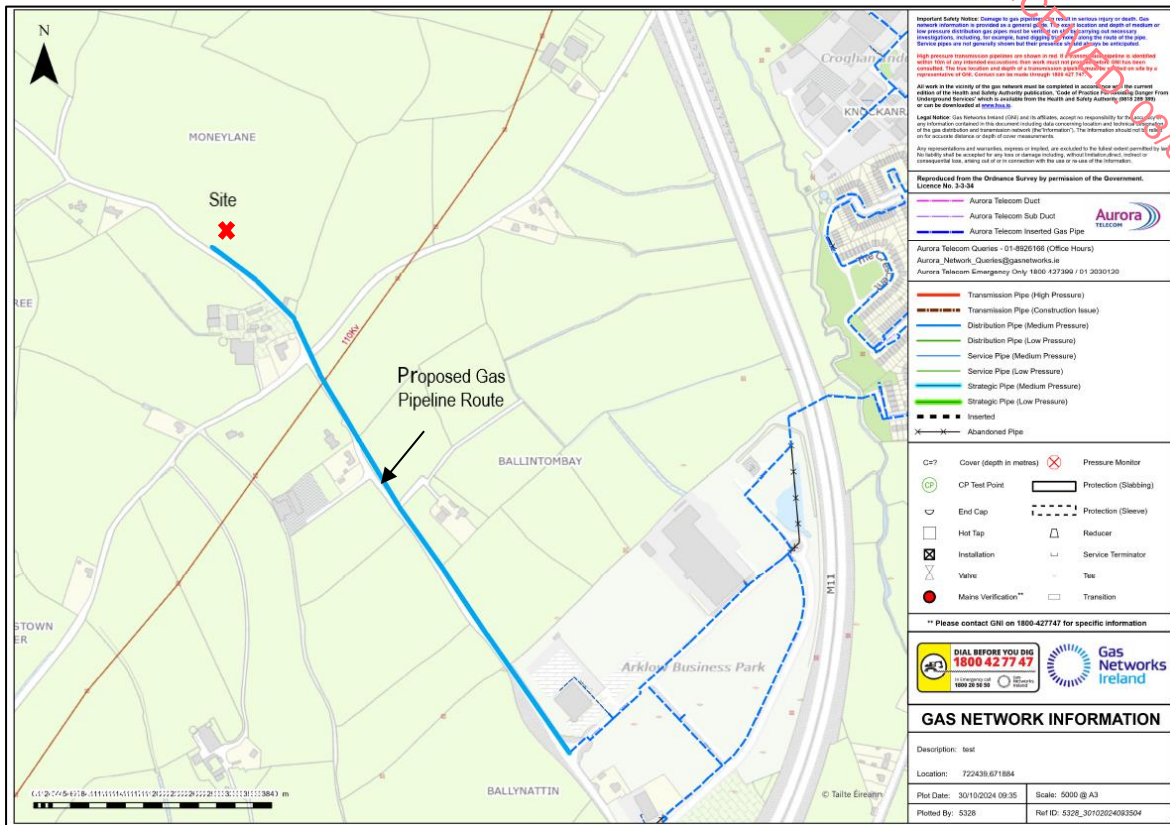 N
Croghan Indu
KNOCKANR
MONEYLANE
Site
REE
110Kv
Proposed Gas
Pipeline Route
BALLINTOMBAY
M11
STOWN
ER
Arklow Business Park
BALLYNATTIN
© Tailte Éireann
m
RECEIVED:
Important Safety Notice: Damage to gas result in serious injury or death. Gas
network information is provided as a general location and depth of medium or
low pressure distribution gas pipes must be carrying out necessary
investigations, including, for example, hand digging along the route of the pipe.
Service pipes are not generally shown but their presence should always be anticipated.
High pressure transmission pipelines are shown in red. If a pipeline is identified
within 10m of any intended excavations then work must not before GNI has been
consulted. The true location and depth of a transmission on site by a
representative of GNI. Contact can be made through 1800 427 747.
All work in the vicinity of the gas network must be completed in accordance with the current
edition of the Health and Safety Authority publication, 'Code of Practice For Avoiding Danger From
Underground Services' which is available from the Health and Safety Authority (1890 289 389)
or can be downloaded at www.hsa.ie.
Legal Notice: Gas Networks Ireland (GNI) and its affiliates, accept no responsibility for the accuracy of
any information contained in this document including data concerning location and technical designation
of the gas distribution and transmission network (the"Information"). The Information should not be relied
on for accurate distance or depth of cover measurements.
Any representations and warranties, express or implied, are excluded to the fullest extent permitted by law.
No liability shall be accepted for any loss or damage including, without limitation,direct, indirect or
consequential loss, arising out of or in connection with the use or re-use of the Information.
Reproduced from the Ordnance Survey by permission of the Government.
Licence No. 3-3-34
Aurora Telecom Duct
Aurora Telecom Sub Duct
Aurora Telecom Inserted Gas Pipe
Aurora
TELECOM
Aurora Telecom Queries - 01-8926166 (Office Hours)
Aurora_Network_Queries@gasnetworks.ie
Aurora Telecom Emergency Only 1800 427399 / 01 2030120
Transmission Pipe (High Pressure)
Transmission Pipe (Construction Issue)
Distribution Pipe (Medium Pressure)
Distribution Pipe (Low Pressure)
Service Pipe (Medium Pressure)
Service Pipe (Low Pressure)
Strategic Pipe (Medium Pressure)
Strategic Pipe (Low Pressure)
Inserted
Abandoned Pipe
C=? Cover (depth in metres) Pressure Monitor
CP CP Test Point Protection (Slabbing)
End Cap Protection (Sleeve)
Hot Tap Reducer
Installation Service Terminator
Valve Tee
Mains Verification** Transition
** Please contact GNI on 1800-427747 for specific information
DIAL BEFORE YOU DIG
1800 42 77 47
In Emergency call
1800 20 50 50
Gas
Networks
Ireland
GAS NETWORK INFORMATION
Description: test
Location: 722439,671884
Plot Date: 30/10/2024 09:35 Scale: 5000 @ A3
Plotted By: 5328 Ref ID: 5328_30102024093504